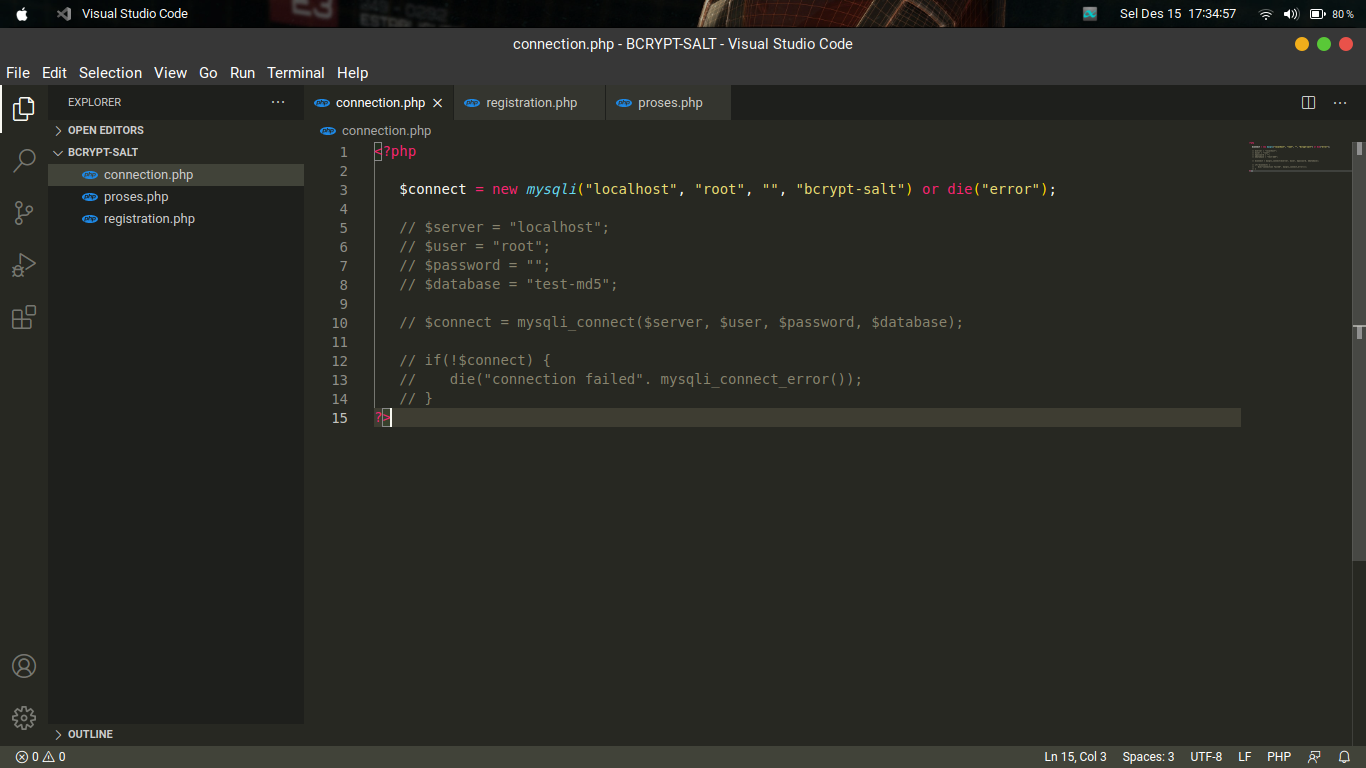 Visual Studio Code
Sel Des 15 17:34:57
80 %
connection.php - BCRYPT-SALT - Visual Studio Code
File Edit Selection View Go Run Terminal Help
EXPLORER
OPEN EDITORS
BCRYPT-SALT
connection.php
proses.php
registration.php
OUTLINE
connection.php registration.php proses.php
connection.php
1 <?php
2
3 $connect = new mysqli("localhost", "root", "", "bcrypt-salt") or die("error");
4
5 // $server = "localhost";
6 // $user = "root";
7 // $password = "";
8 // $database = "test-md5";
9
10 // $connect = mysqli_connect($server, $user, $password, $database);
11
12 // if(!$connect) {
13 //    die("connection failed". mysqli_connect_error());
14 // }
15 ?>
0 0
Ln 15, Col 3 Spaces: 3 UTF-8 LF PHP